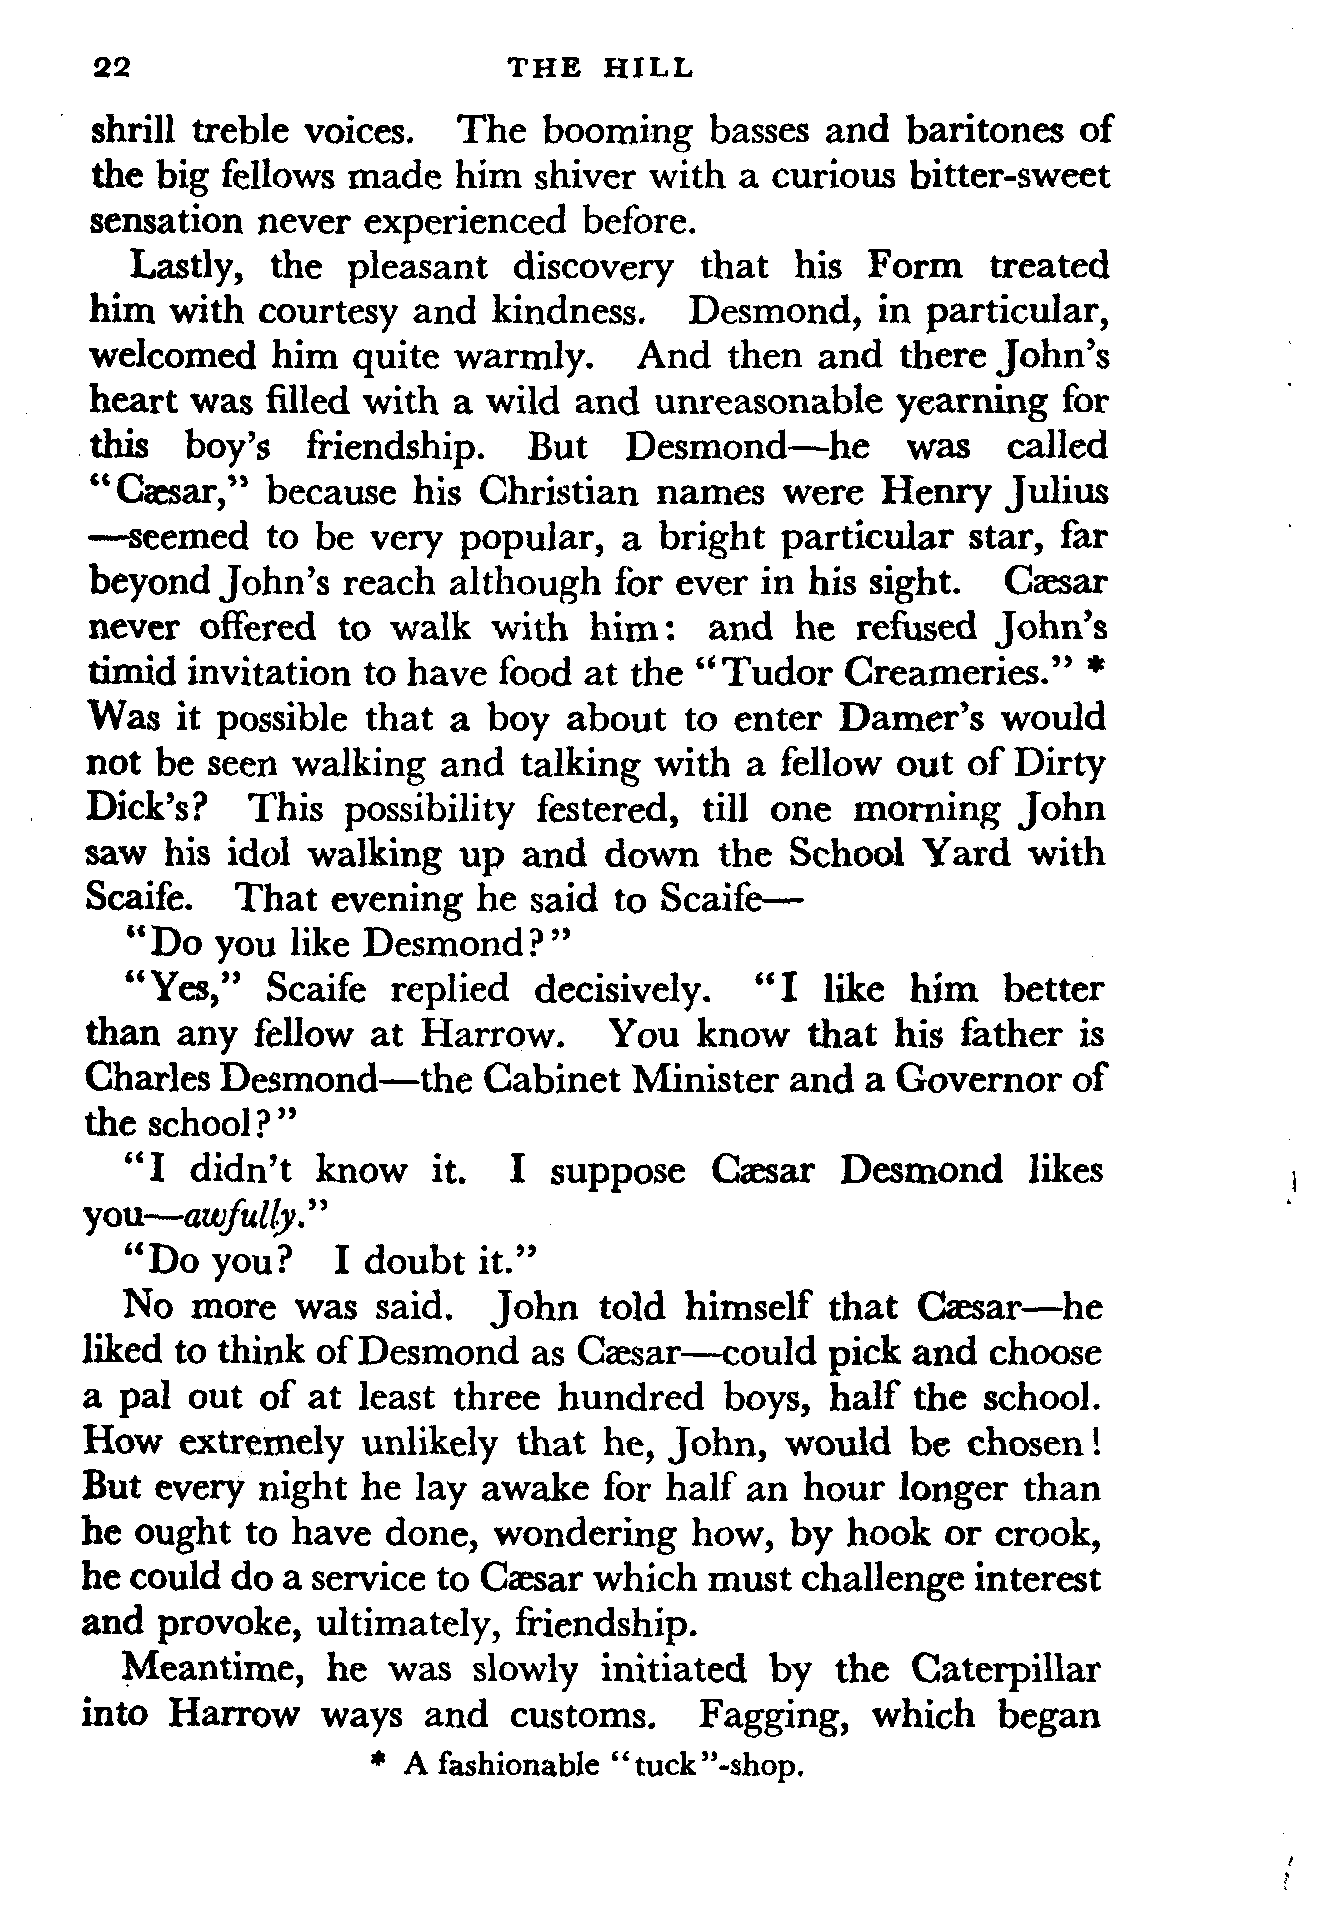 22 THE HILL
shrill treble voices. The booming basses and baritones of
the big fellows made him shiver with a curious bitter-sweet
sensation never experienced before.
Lastly, the pleasant discovery that his Form treated
him with courtesy and kindness. Desmond, in particular,
welcomed him quite warmly. And then and there John's
heart was filled with a wild and unreasonable yearning for
this boy's friendship. But Desmond—he was called
"Cæsar," because his Christian names were Henry Julius
—seemed to be very popular, a bright particular star, far
beyond John's reach although for ever in his sight. Cæsar
never offered to walk with him: and he refused John's
timid invitation to have food at the "Tudor Creameries." *
Was it possible that a boy about to enter Damer's would
not be seen walking and talking with a fellow out of Dirty
Dick's? This possibility festered, till one morning John
saw his idol walking up and down the School Yard with
Scaife. That evening he said to Scaife—
"Do you like Desmond?"
"Yes," Scaife replied decisively. "I like him better
than any fellow at Harrow. You know that his father is
Charles Desmond—the Cabinet Minister and a Governor of
the school?"
"I didn't know it. I suppose Cæsar Desmond likes
you—awfully."
"Do you? I doubt it."
No more was said. John told himself that Cæsar—he
liked to think of Desmond as Cæsar—could pick and choose
a pal out of at least three hundred boys, half the school.
How extremely unlikely that he, John, would be chosen!
But every night he lay awake for half an hour longer than
he ought to have done, wondering how, by hook or crook,
he could do a service to Cæsar which must challenge interest
and provoke, ultimately, friendship.
Meantime, he was slowly initiated by the Caterpillar
into Harrow ways and customs. Fagging, which began
* A fashionable "tuck"-shop.